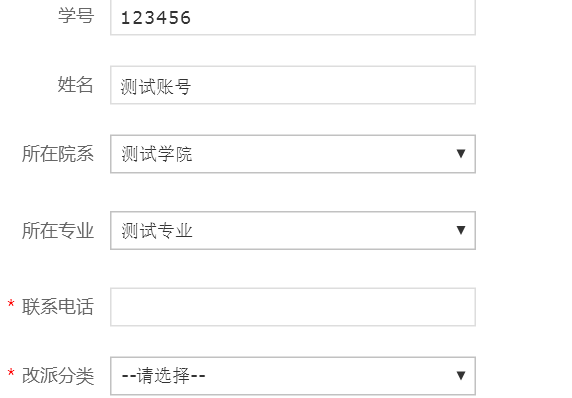 学号 123456
姓名 测试账号
所在院系 测试学院 ▼
所在专业 测试专业 ▼
* 联系电话
* 改派分类 --请选择-- ▼